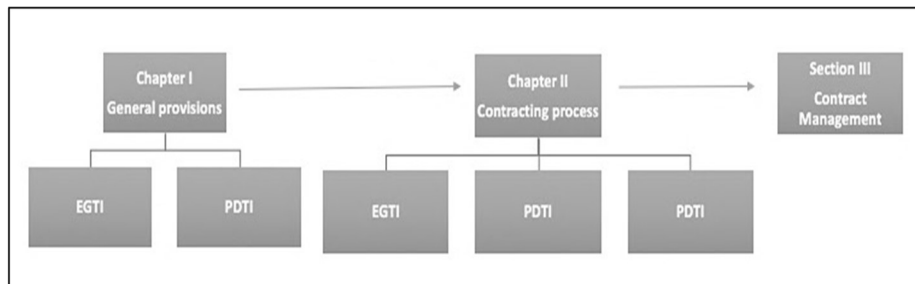 Chapter I
General provisions
Chapter II
Contracting process
Section III
Contract
Management
EGTI
PDTI
EGTI
PDTI
PDTI